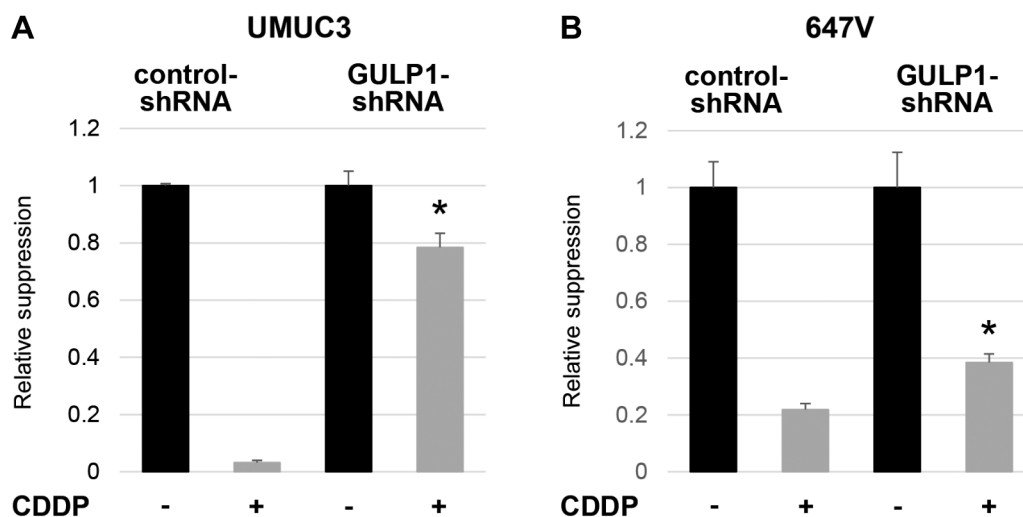 A
UMUC3
control-
shRNA
GULP1-
shRNA
Relative suppression
1.2
1
0.8
0.6
0.4
0.2
0
*
CDDP - + - +
B
647V
control-
shRNA
GULP1-
shRNA
Relative suppression
1.2
1
0.8
0.6
0.4
0.2
0
*
CDDP - + - +